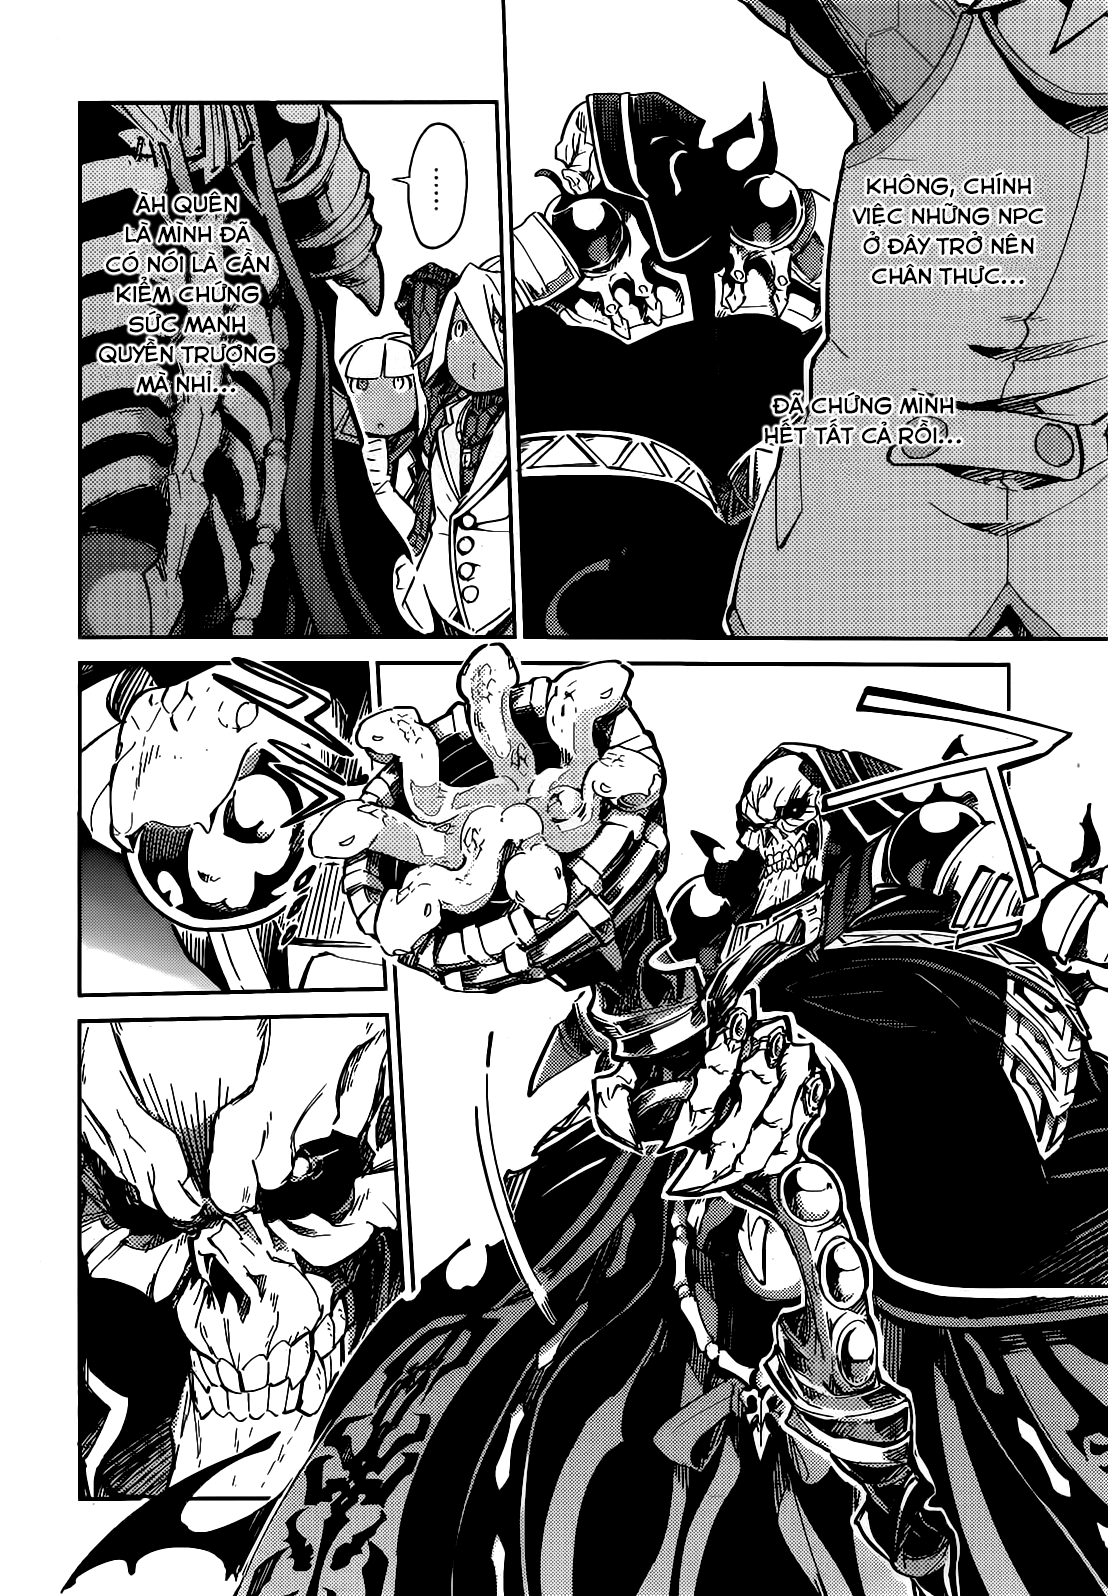 KHÔNG, CHÍNH
VIỆC NHỮNG NPC
Ở ĐÂY TRỞ NÊN
CHÂN THỰC...
ĐÃ CHỨNG MINH
HẾT TẤT CẢ RỒI...
......
ÀH QUÊN
LÀ MÌNH ĐÃ
CÓ NÓI LÀ CẦN
KIỂM CHỨNG
SỨC MẠNH
QUYỀN TRƯỢNG
MÀ NHỈ...